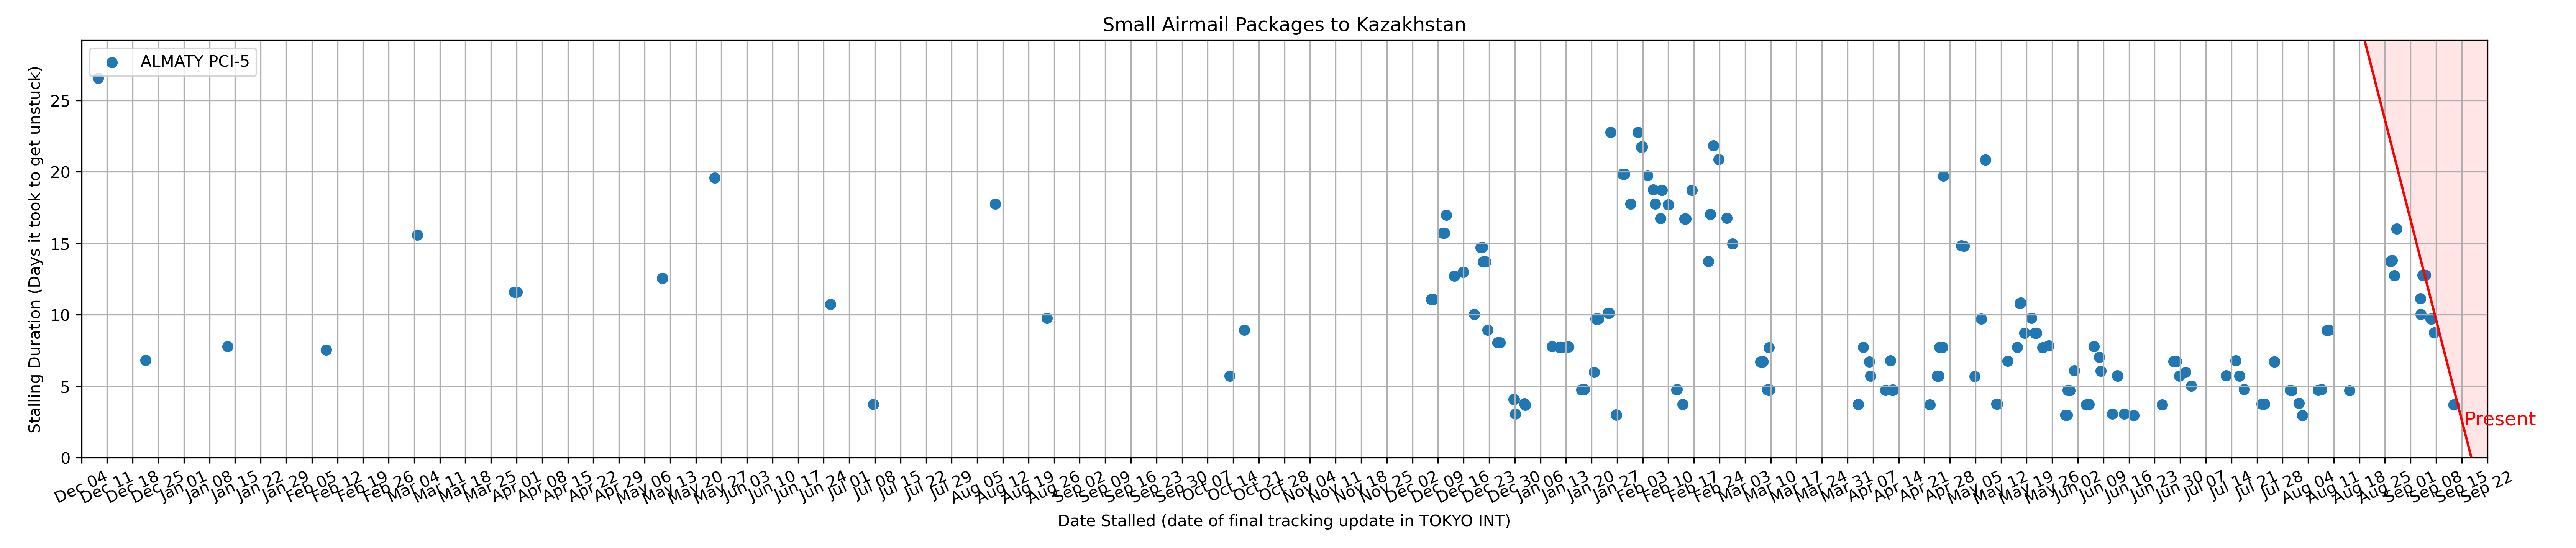 Small Airmail Packages to Kazakhstan
ALMATY PCI-5
Stalling Duration (Days it took to get unstuck)
25
20
15
10
5
0
Present
Dec 04 Dec 11 Dec 18 Dec 25 Jan 01 Jan 08 Jan 15 Jan 22 Jan 29 Feb 05 Feb 12 Feb 19 Feb 26 Mar 04 Mar 11 Mar 18 Mar 25 Apr 01 Apr 08 Apr 15 Apr 22 Apr 29 May 06 May 13 May 20 May 27 Jun 03 Jun 10 Jun 17 Jun 24 Jul 01 Jul 08 Jul 15 Jul 22 Jul 29 Aug 05 Aug 12 Aug 19 Aug 26 Sep 02 Sep 09 Sep 16 Sep 23 Sep 30 Oct 07 Oct 14 Oct 21 Oct 28 Nov 04 Nov 11 Nov 18 Nov 25 Dec 02 Dec 09 Dec 16 Dec 23 Dec 30 Jan 06 Jan 13 Jan 20 Jan 27 Feb 03 Feb 10 Feb 17 Feb 24 Mar 03 Mar 10 Mar 17 Mar 24 Mar 31 Apr 07 Apr 14 Apr 21 Apr 28 May 05 May 12 May 19 May 26 Jun 02 Jun 09 Jun 16 Jun 23 Jun 30 Jul 07 Jul 14 Jul 21 Jul 28 Aug 04 Aug 11 Aug 18 Aug 25 Sep 01 Sep 08 Sep 15 Sep 22
Date Stalled (date of final tracking update in TOKYO INT)